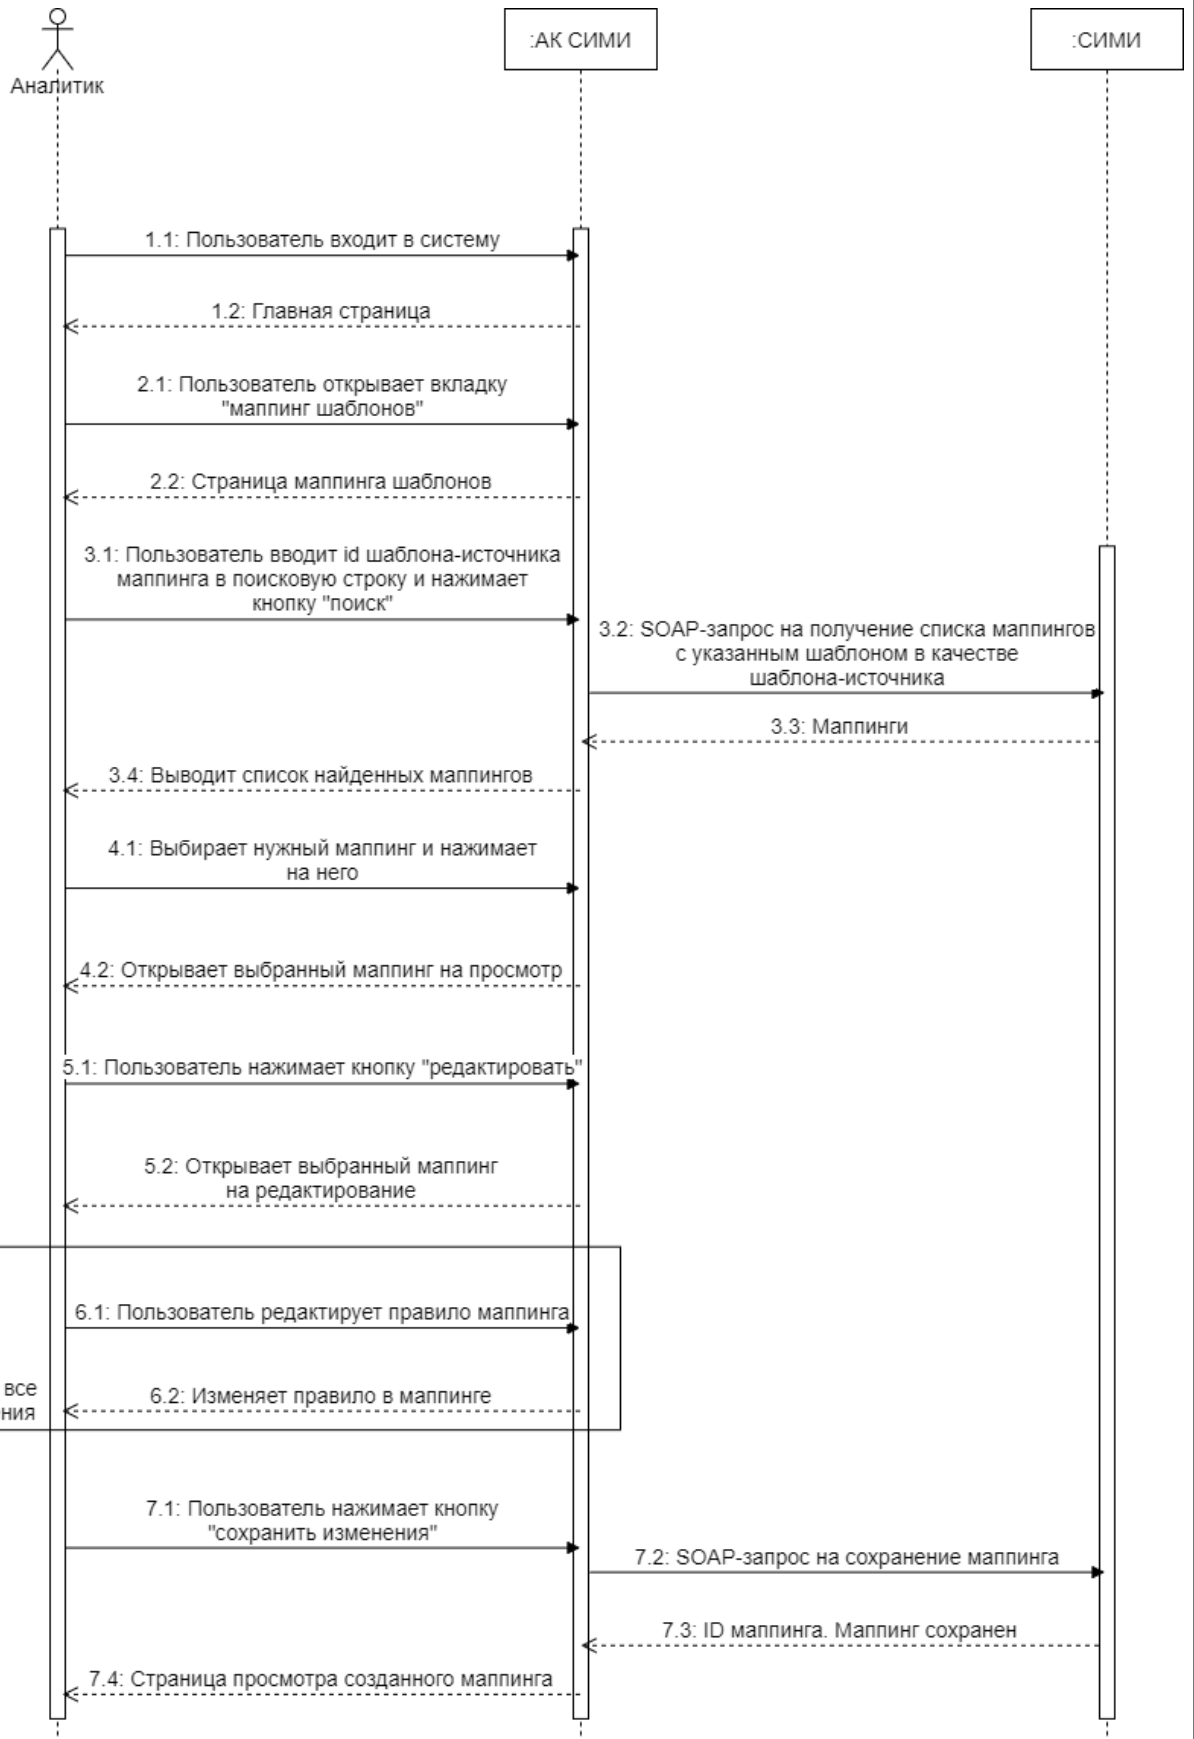 :АК СИМИ
:СИМИ
Аналитик
1.1: Пользователь входит в систему
1.2: Главная страница
2.1: Пользователь открывает вкладку
"маппинг шаблонов"
2.2: Страница маппинга шаблонов
3.1: Пользователь вводит id шаблона-источника
маппинга в поисковую строку и нажимает
кнопку "поиск"
3.2: SOAP-запрос на получение списка маппингов
с указанным шаблоном в качестве
шаблона-источника
3.3: Маппинги
3.4: Выводит список найденных маппингов
4.1: Выбирает нужный маппинг и нажимает
на него
4.2: Открывает выбранный маппинг на просмотр
5.1: Пользователь нажимает кнопку "редактировать"
5.2: Открывает выбранный маппинг
на редактирование
6.1: Пользователь редактирует правило маппинга
все
6.2: Изменяет правило в маппинге
ния
7.1: Пользователь нажимает кнопку
"сохранить изменения"
7.2: SOAP-запрос на сохранение маппинга
7.3: ID маппинга. Маппинг сохранен
7.4: Страница просмотра созданного маппинга